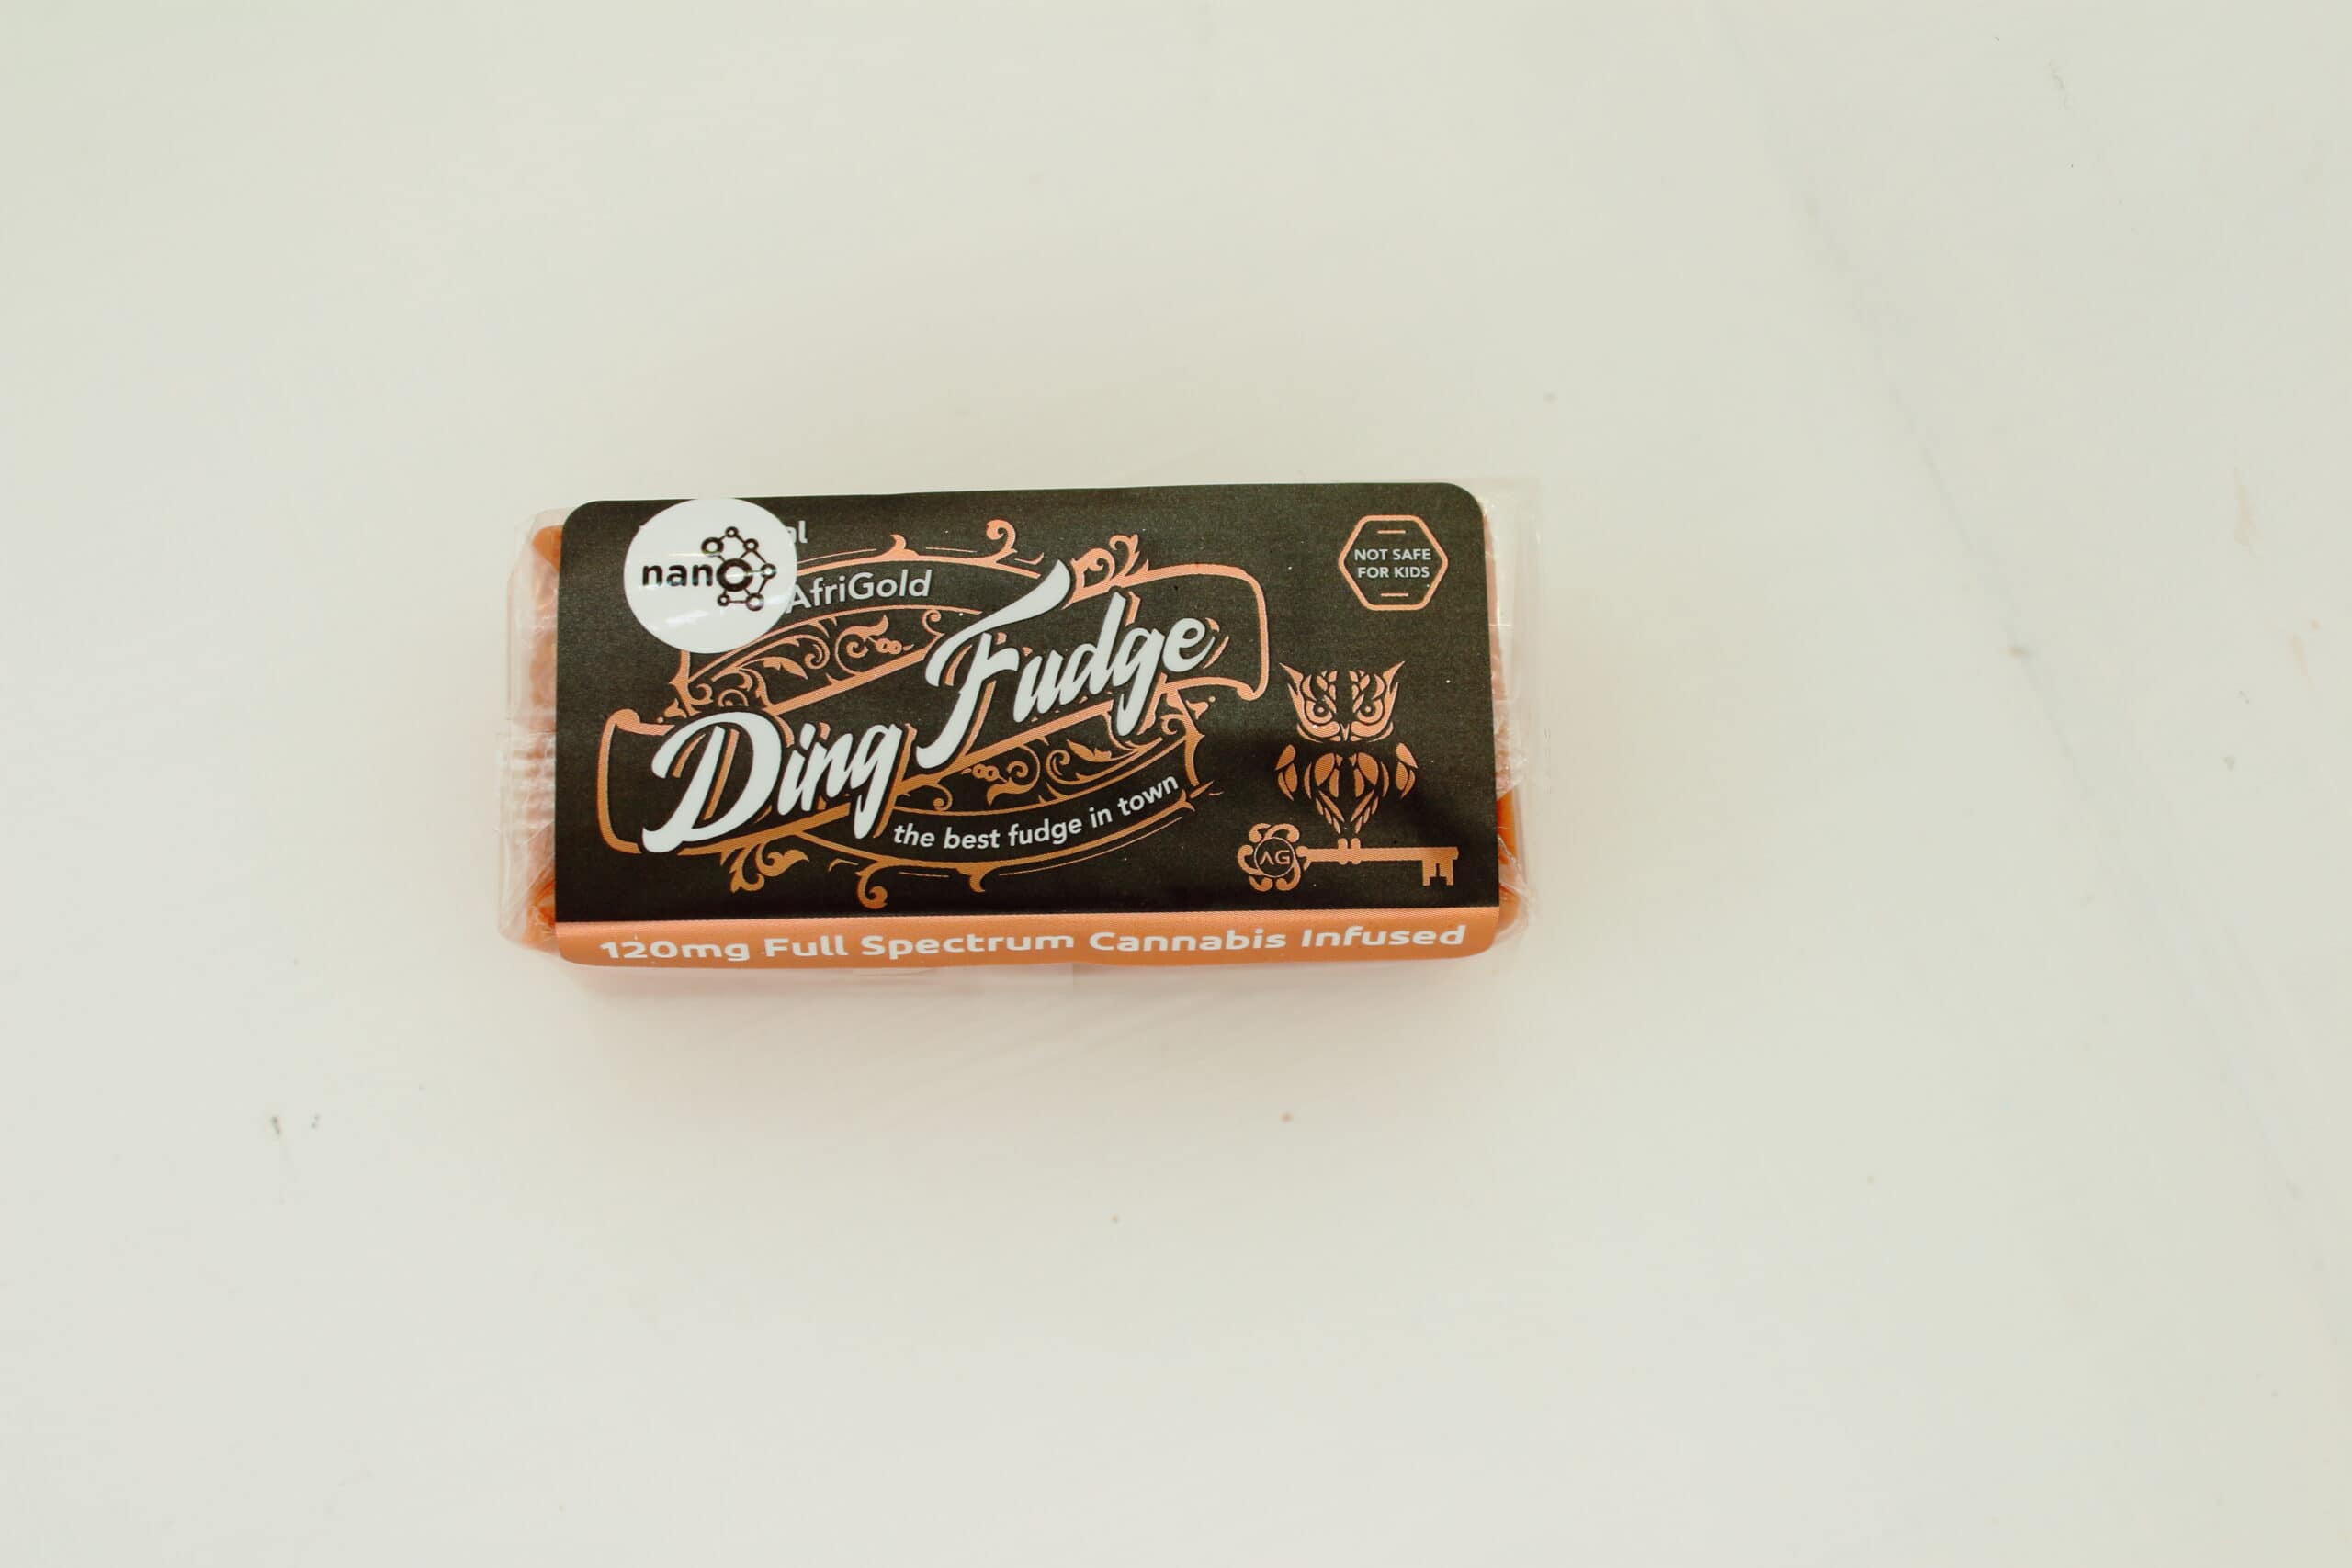 nano
AfriGold
Ding Fudge
the best fudge in town
NOT SAFE
FOR KIDS
AG
120mg Full Spectrum Cannabis Infused